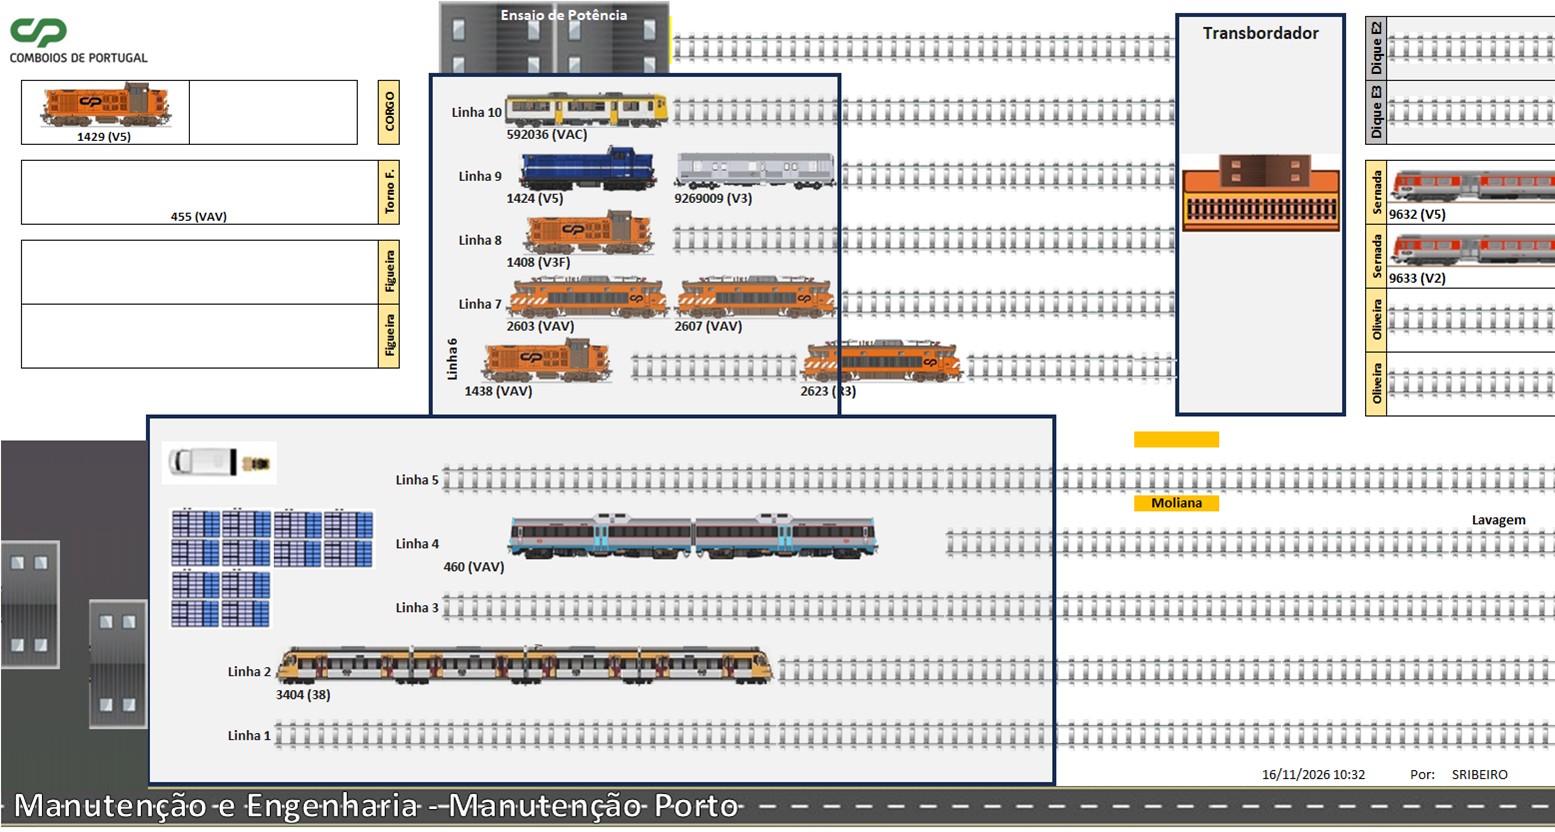 Ensaio de Potência
Transbordador
Dique E2
CP
COMBOIOS DE PORTUGAL
1429 (V5)
CORGO
Linha 10
592036 (VAC)
Dique E3
455 (VAV)
Torno F.
Linha 9
1424 (V5)
9269009 (V3)
Sernada
9632 (V5)
Figueira
Linha 8
1408 (V3F)
Sernada
9633 (V2)
Figueira
Linha 7
2603 (VAV)
2607 (VAV)
Oliveira
Linha 6
1438 (VAV)
2623 (R3)
Oliveira
Linha 5
Moliana
Lavagem
Linha 4
460 (VAV)
Linha 3
Linha 2
3404 (38)
Linha 1
16/11/2026 10:32 Por: SRIBEIRO
Manutenção e Engenharia - Manutenção Porto